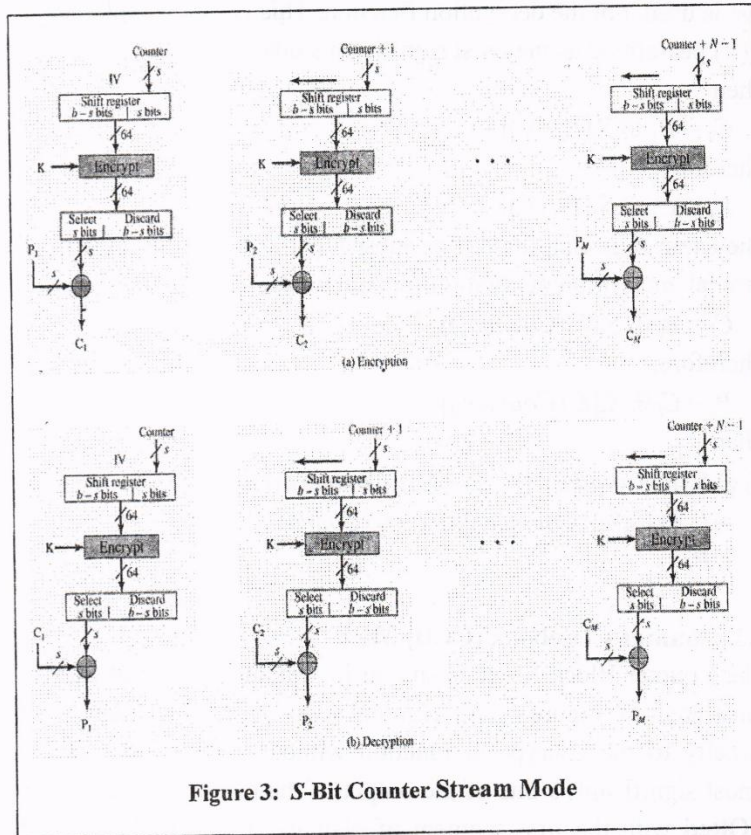 Counter
s
IV
Shift register
b – s bits | s bits
64
K
Encrypt
64
Select Discard
s bits | b – s bits
P1
s
s
C1
Counter + 1
s
Shift register
b – s bits | s bits
64
K
Encrypt
64
Select Discard
s bits | b – s bits
P2
s
s
C2
. . .
Counter + N – 1
s
Shift register
b – s bits | s bits
64
K
Encrypt
64
Select Discard
s bits | b – s bits
PM
s
s
CM
(a) Encryption
Counter
s
IV
Shift register
b – s bits | s bits
64
K
Encrypt
64
Select Discard
s bits | b – s bits
C1
s
s
P1
Counter + 1
s
Shift register
b – s bits | s bits
64
K
Encrypt
64
Select Discard
s bits | b – s bits
C2
s
s
P2
. . .
Counter + N – 1
s
Shift register
b – s bits | s bits
64
K
Encrypt
64
Select Discard
s bits | b – s bits
CM
s
s
PM
(b) Decryption
Figure 3: S-Bit Counter Stream Mode